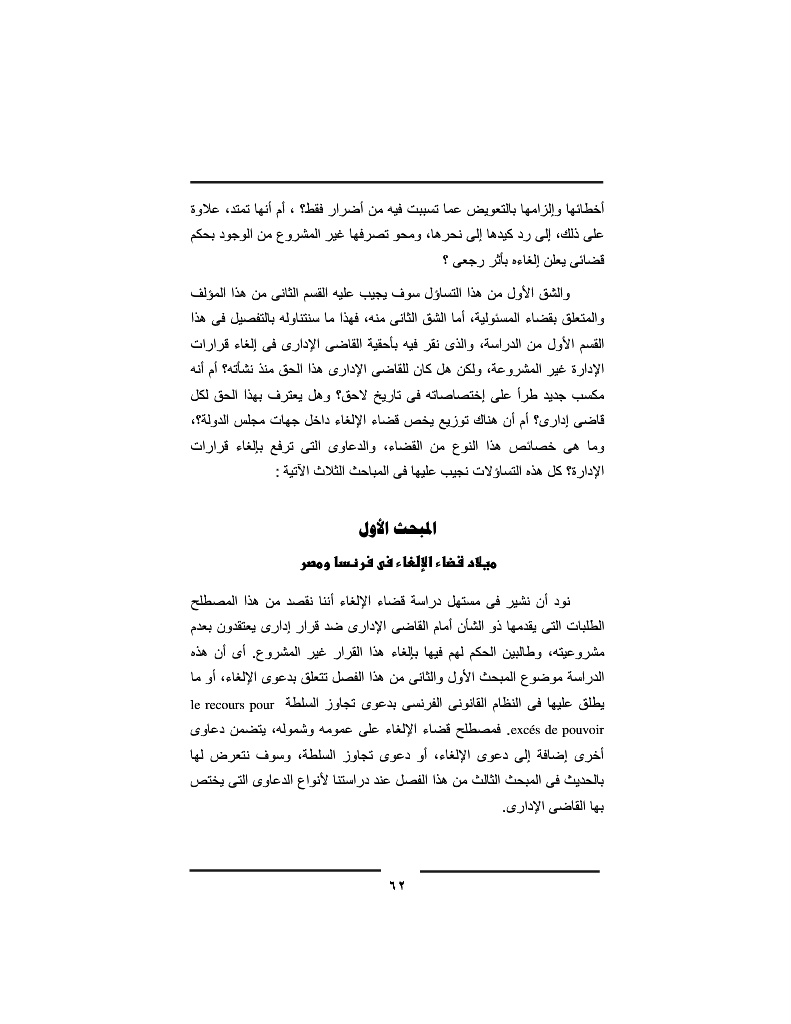 أخطائها وإلزامها بالتعويض عما تسببت فيه من أضرار فقط؟ ، أم أنها تمتد، علاوة
على ذلك، إلى رد كيدها إلى نحرها، ومحو تصرفها غير المشروع من الوجود بحكم
قضائى يعلن إلغاءه بأثر رجعى ؟
والشق الأول من هذا التساؤل سوف يجيب عليه القسم الثانى من هذا المؤلف
والمتعلق بقضاء المسئولية، أما الشق الثانى منه، فهذا ما سنتناوله بالتفصيل فى هذا
القسم الأول من الدراسة، والذى نقر فيه بأحقية القاضى الإدارى فى إلغاء قرارات
الإدارة غير المشروعة، ولكن هل كان للقاضى الإدارى هذا الحق منذ نشأته؟ أم أنه
مكسب جديد طرأ على إختصاصاته فى تاريخ لاحق؟ وهل يعترف بهذا الحق لكل
قاضى إدارى؟ أم أن هناك توزيع يخص قضاء الإلغاء داخل جهات مجلس الدولة؟،
وما هى خصائص هذا النوع من القضاء، والدعاوى التى ترفع بإلغاء قرارات
الإدارة؟ كل هذه التساؤلات نجيب عليها فى المباحث الثلاث الآتية :
المبحث الأول
ميلاد قضاء الإلغاء فى فرنسا ومصر
نود أن نشير فى مستهل دراسة قضاء الإلغاء أننا نقصد من هذا المصطلح
الطلبات التى يقدمها ذو الشأن أمام القاضى الإدارى ضد قرار إدارى يعتقدون بعدم
مشروعيته، وطالبين الحكم لهم فيها بإلغاء هذا القرار غير المشروع. أى أن هذه
الدراسة موضوع المبحث الأول والثانى من هذا الفصل تتعلق بدعوى الإلغاء، أو ما
يطلق عليها فى النظام القانونى الفرنسى بدعوى تجاوز السلطة le recours pour
excés de pouvoir. فمصطلح قضاء الإلغاء على عمومه وشموله، يتضمن دعاوى
أخرى إضافة إلى دعوى الإلغاء، أو دعوى تجاوز السلطة، وسوف نتعرض لها
بالحديث فى المبحث الثالث من هذا الفصل عند دراستنا لأنواع الدعاوى التى يختص
بها القاضى الإدارى.
٦٢